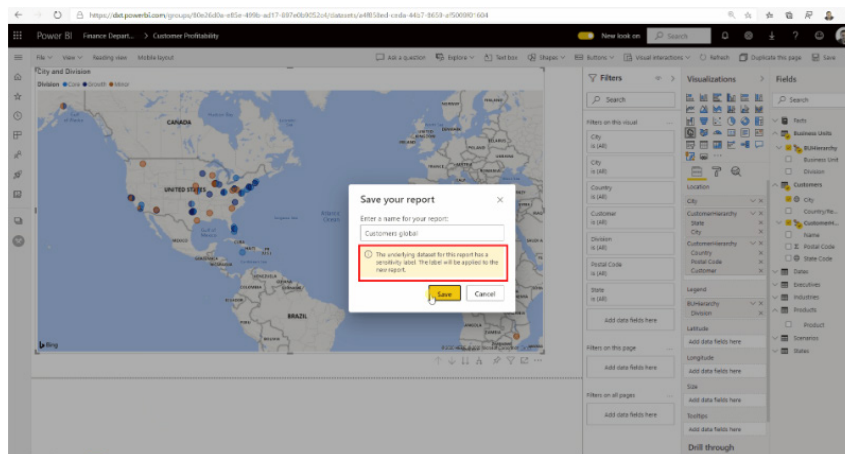 https://dxt.powerbi.com/groups/
Power BI Finance Depart... > Customer Profitability
New look on
Search
File View Reading view Mobile layout
Ask a question Explore Text box Shapes Buttons Visual interactions Refresh Duplicate this page Save
City and Division
Division Core Growth Minor
CANADA
UNITED STATES
MEXICO
BRAZIL
Bing
Save your report
Enter a name for your report:
Customers global
The underlying dataset for this report has a
sensitivity label. The label will be applied to the
new report.
Save Cancel
Filters
Search
Filters on this visual
City
is (All)
City
is (All)
Country
is (All)
Customer
is (All)
Division
is (All)
Postal Code
is (All)
State
is (All)
Add data fields here
Filters on this page
Add data fields here
Filters on all pages
Add data fields here
Visualizations
Location
City
CustomerHierarchy
State
City
CustomerHierarchy
Country
Postal Code
Customer
Legend
BUHierarchy
Division
Latitude
Add data fields here
Longitude
Add data fields here
Size
Add data fields here
Tooltips
Add data fields here
Drill through
Fields
Search
Business Units
BUHierarchy
Business Unit
Division
Customers
City
Country/Re...
CustomerH...
Name
Postal Code
State Code
Dates
Executives
Industries
Products
Product
Scenarios
States